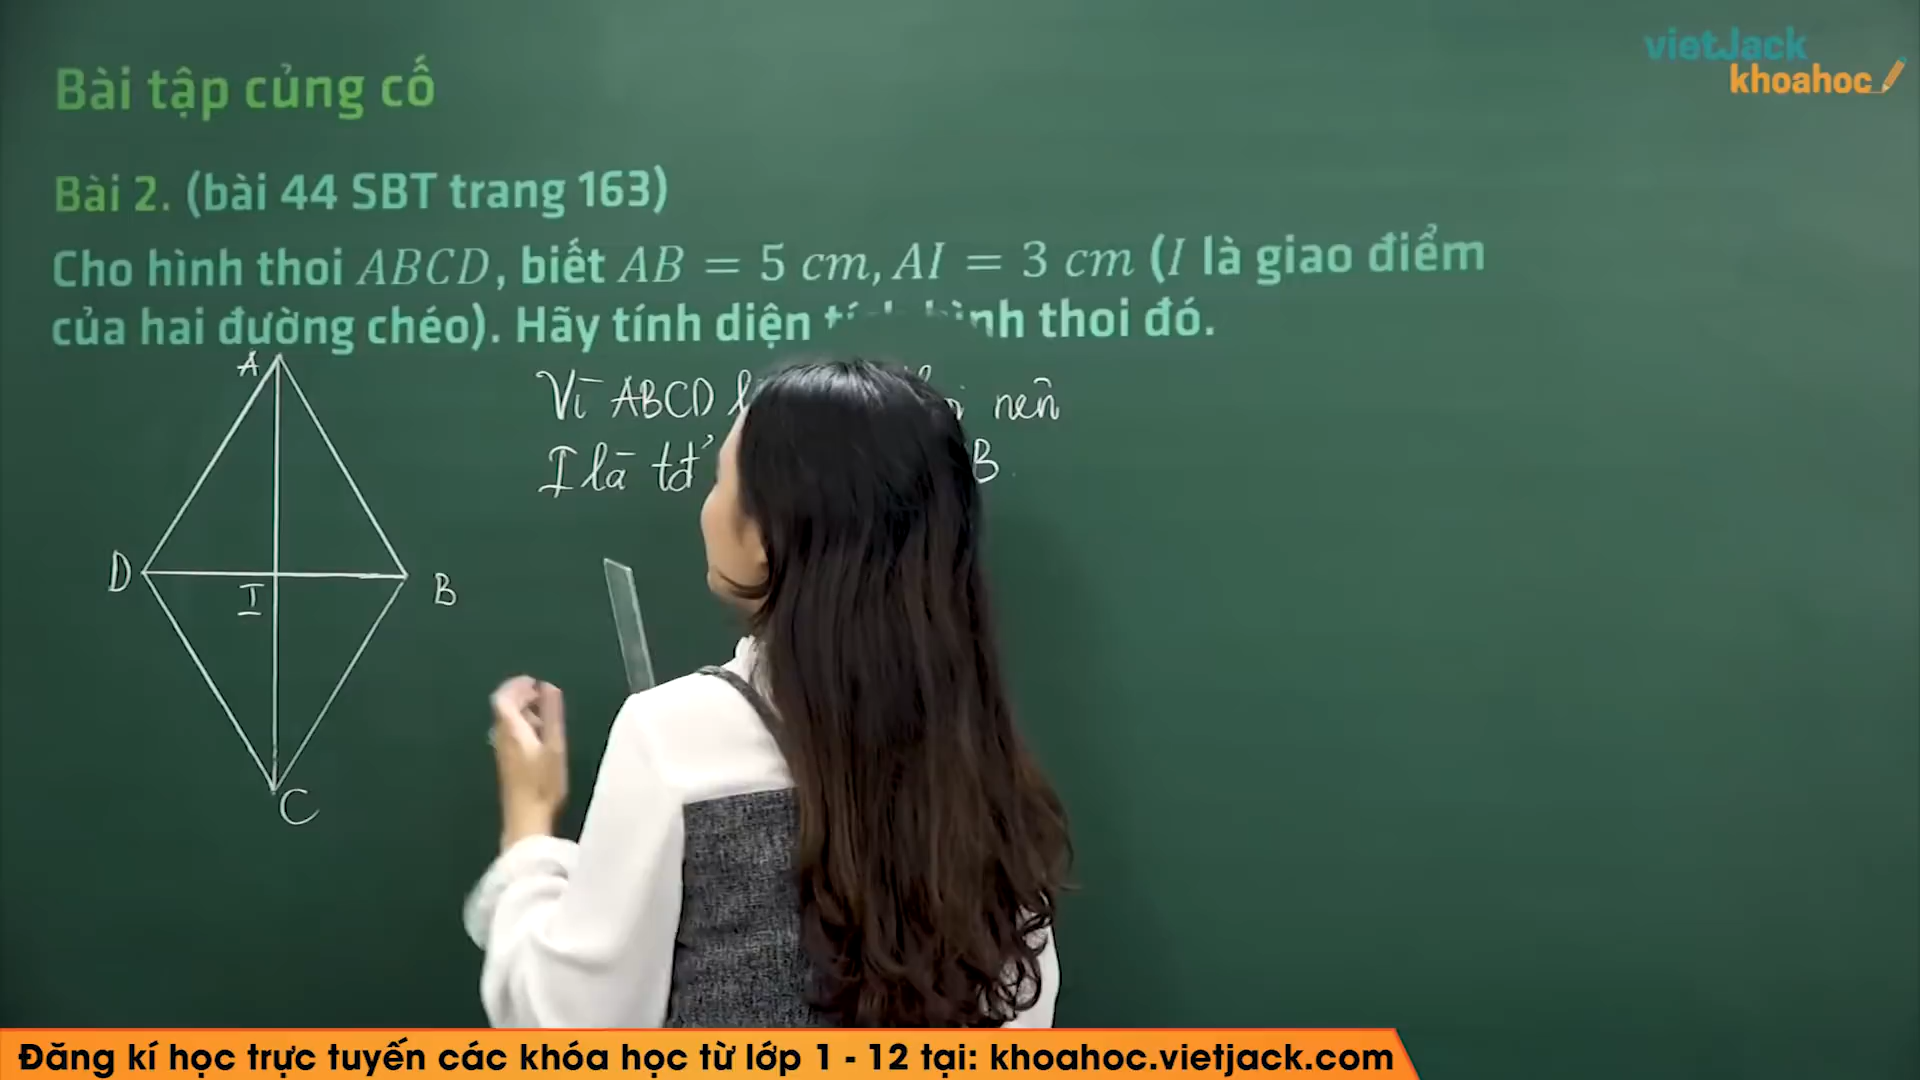 vietJack
khoahoc
Bài tập củng cố
Bài 2. (bài 44 SBT trang 163)
Cho hình thoi ABCD, biết AB = 5 cm, AI = 3 cm (I là giao điểm
của hai đường chéo). Hãy tính diện hình thoi đó.
A
Vì ABCD nên
I là tđ B
D
I
B
C
Đăng kí học trực tuyến các khóa học từ lớp 1 - 12 tại: khoahoc.vietjack.com